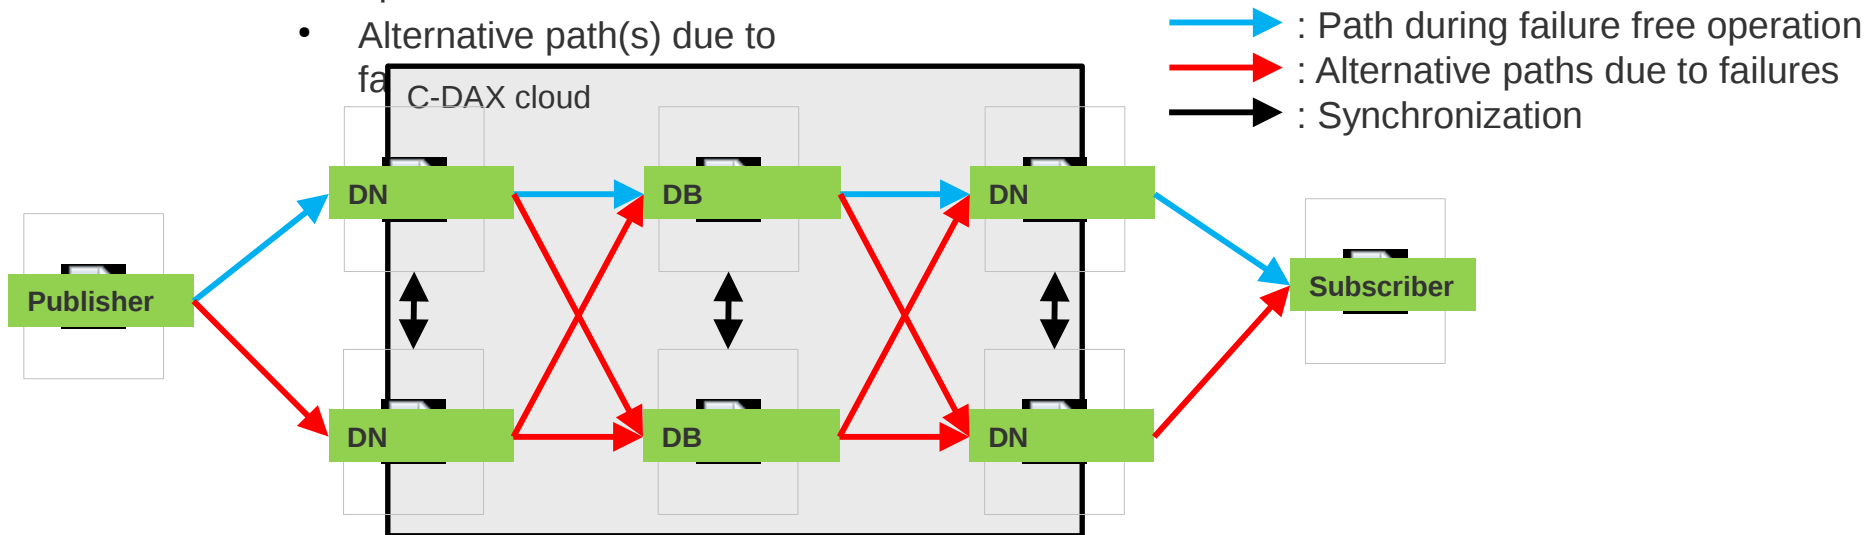 • Alternative path(s) due to
: Path during failure free operation
: Alternative paths due to failures
: Synchronization
C-DAX cloud
DN DB DN
Publisher
Subscriber
DN DB DN